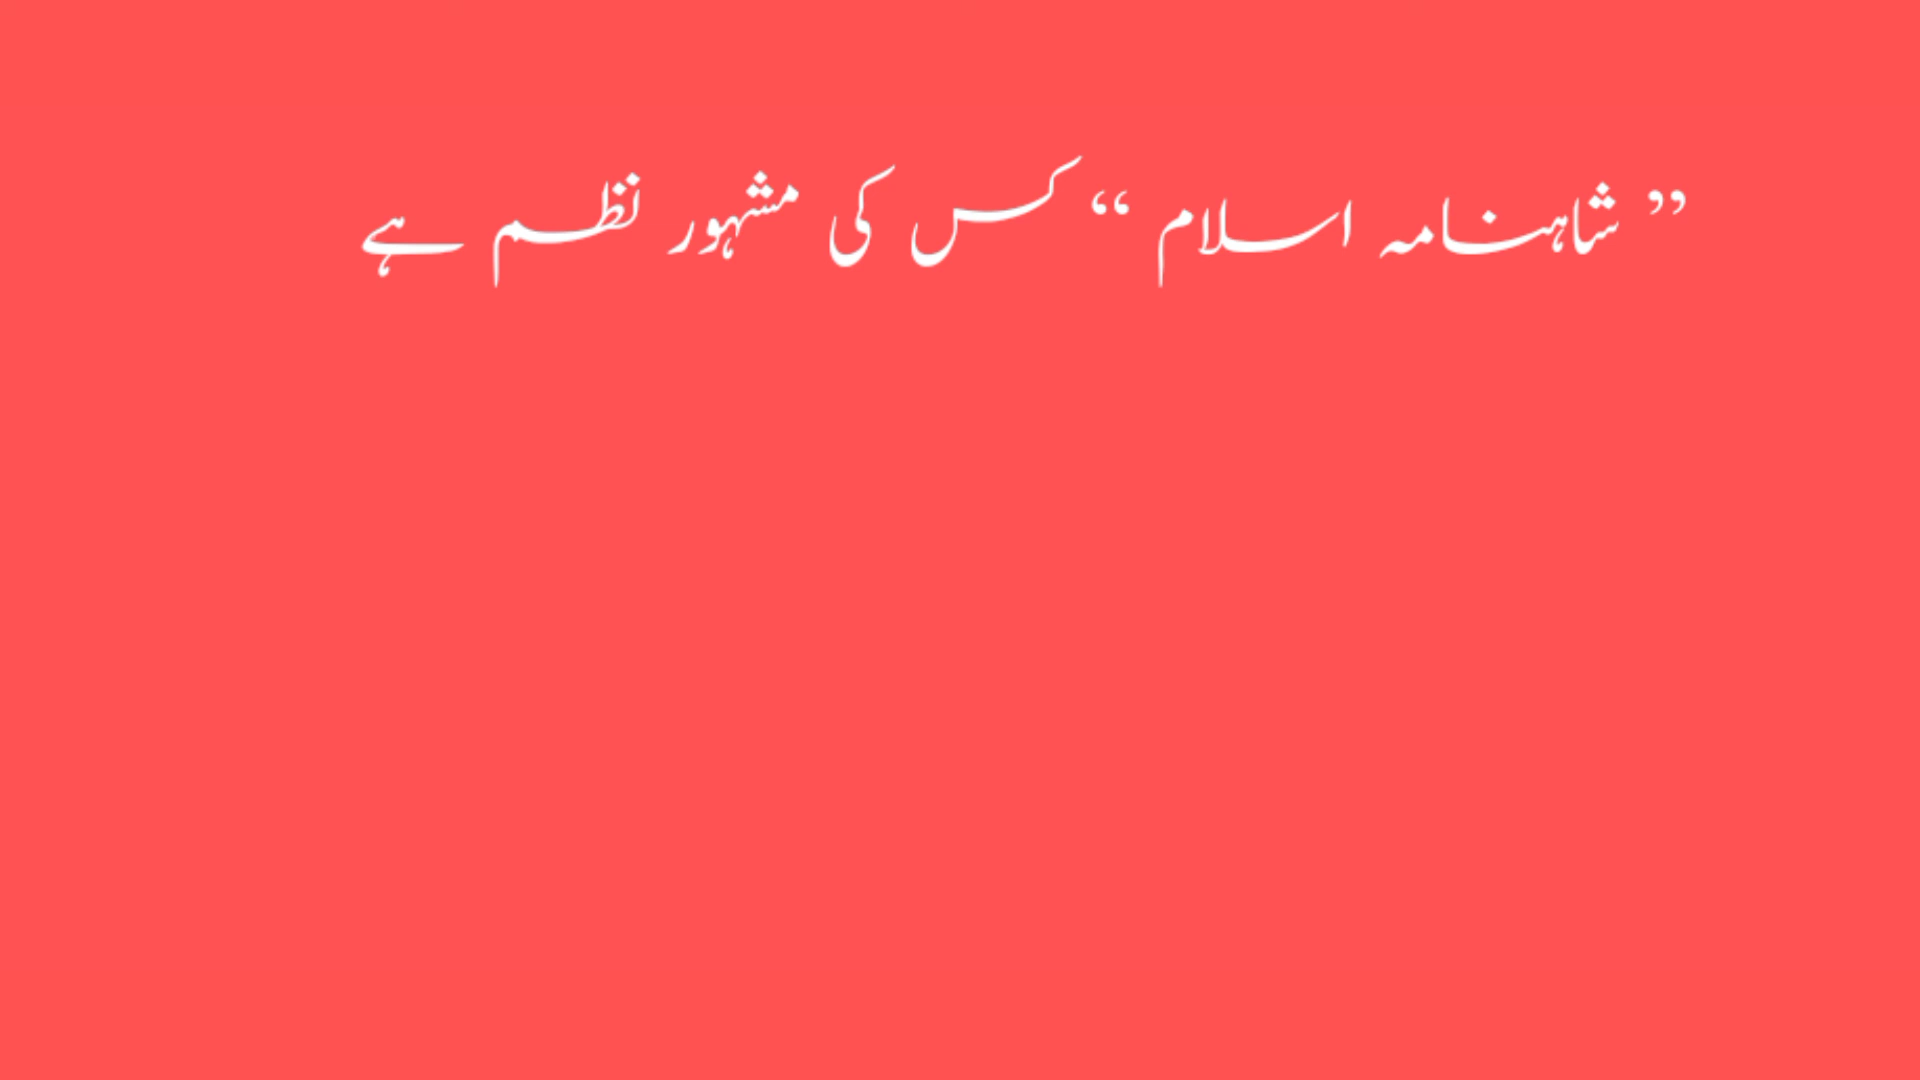 ” شاہنامہ اسلام “ کس کی مشہور نظم ہے